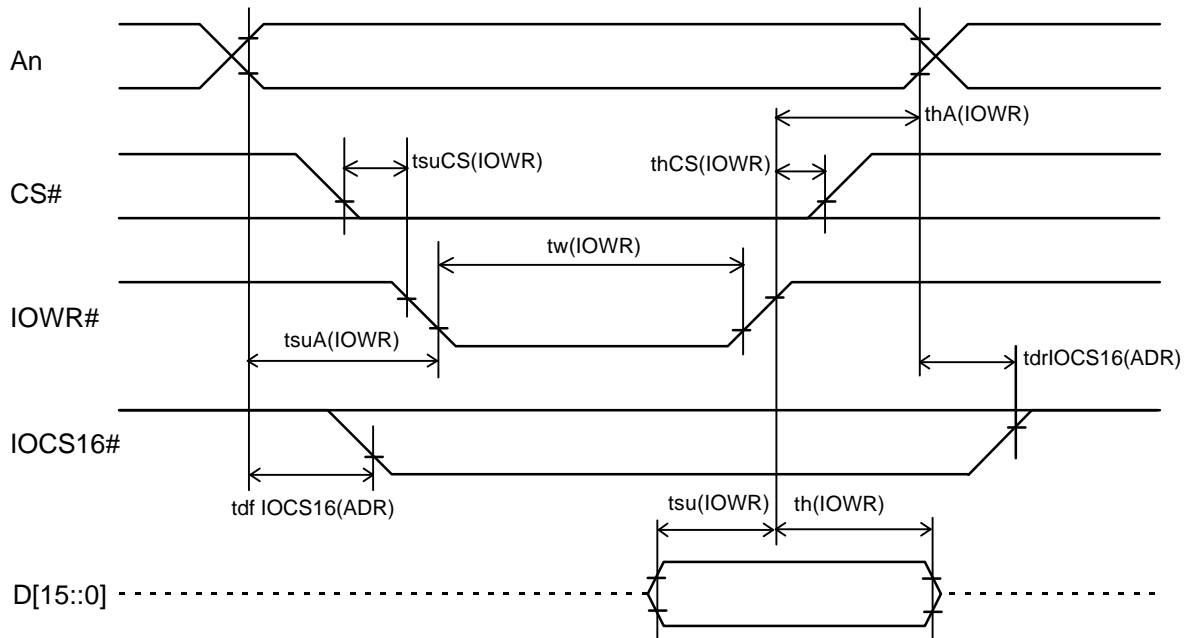 An
thA(IOWR)
tsuCS(IOWR)
thCS(IOWR)
CS#
tw(IOWR)
IOWR#
tsuA(IOWR)
tdrIOCS16(ADR)
IOCS16#
tdf IOCS16(ADR)
tsu(IOWR)
th(IOWR)
D[15::0]